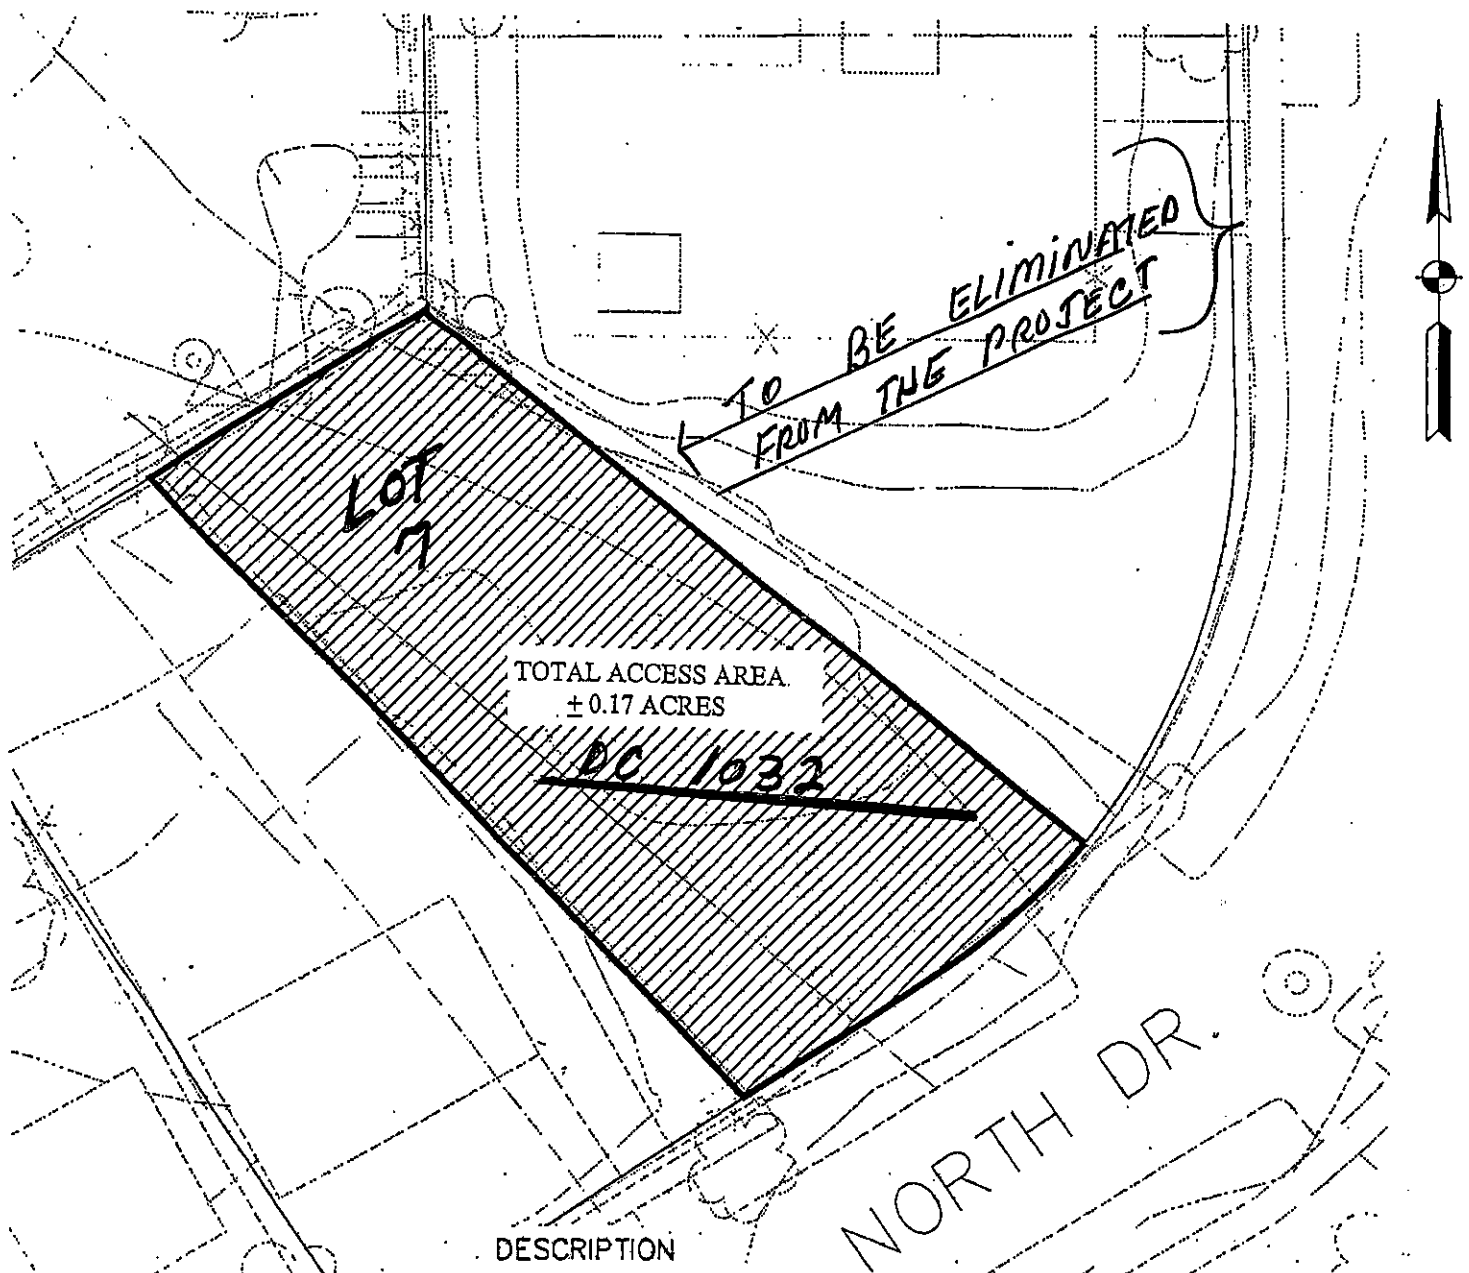 TO BE ELIMINATED
FROM THE PROJECT
LOT
7
TOTAL ACCESS AREA.
± 0.17 ACRES
DC 1032
NORTH DR.
DESCRIPTION